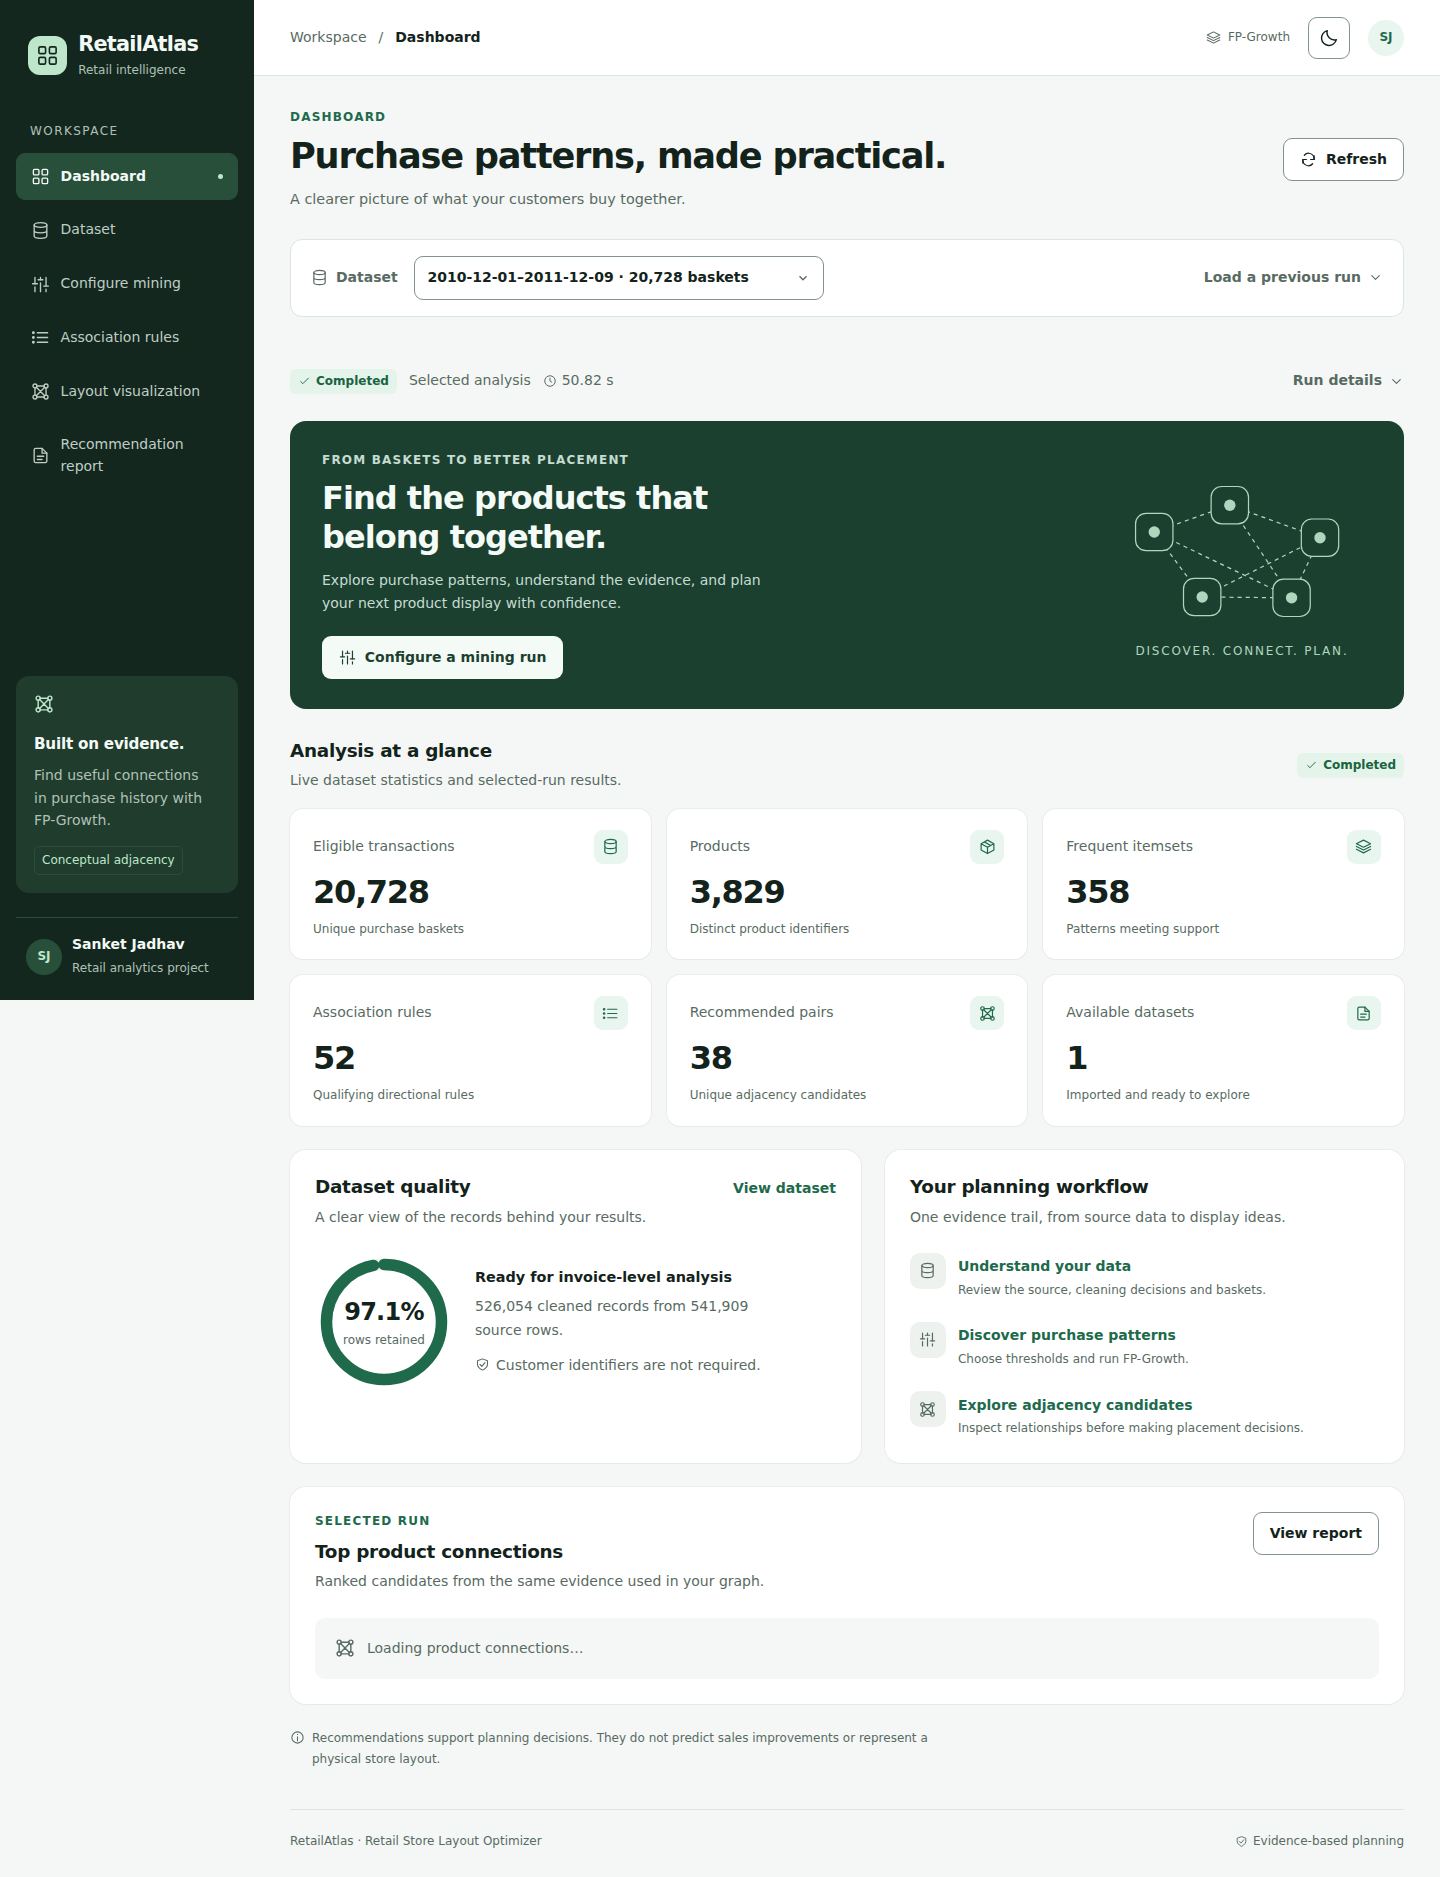 RetailAtlas
Retail intelligence
WORKSPACE
Dashboard
Dataset
Configure mining
Association rules
Layout visualization
Recommendation
report
Built on evidence.
Find useful connections
in purchase history with
FP-Growth.
Conceptual adjacency
SJ
Sanket Jadhav
Retail analytics project
Workspace / Dashboard
FP-Growth
SJ
DASHBOARD
Purchase patterns, made practical.
A clearer picture of what your customers buy together.
Refresh
Dataset
2010-12-01–2011-12-09 · 20,728 baskets
Load a previous run
Completed
Selected analysis
50.82 s
Run details
FROM BASKETS TO BETTER PLACEMENT
Find the products that
belong together.
Explore purchase patterns, understand the evidence, and plan
your next product display with confidence.
Configure a mining run
DISCOVER. CONNECT. PLAN.
Analysis at a glance
Live dataset statistics and selected-run results.
Completed
Eligible transactions
20,728
Unique purchase baskets
Products
3,829
Distinct product identifiers
Frequent itemsets
358
Patterns meeting support
Association rules
52
Qualifying directional rules
Recommended pairs
38
Unique adjacency candidates
Available datasets
1
Imported and ready to explore
Dataset quality
View dataset
A clear view of the records behind your results.
97.1%
rows retained
Ready for invoice-level analysis
526,054 cleaned records from 541,909
source rows.
Customer identifiers are not required.
Your planning workflow
One evidence trail, from source data to display ideas.
Understand your data
Review the source, cleaning decisions and baskets.
Discover purchase patterns
Choose thresholds and run FP-Growth.
Explore adjacency candidates
Inspect relationships before making placement decisions.
SELECTED RUN
Top product connections
Ranked candidates from the same evidence used in your graph.
View report
Loading product connections…
Recommendations support planning decisions. They do not predict sales improvements or represent a
physical store layout.
RetailAtlas · Retail Store Layout Optimizer
Evidence-based planning